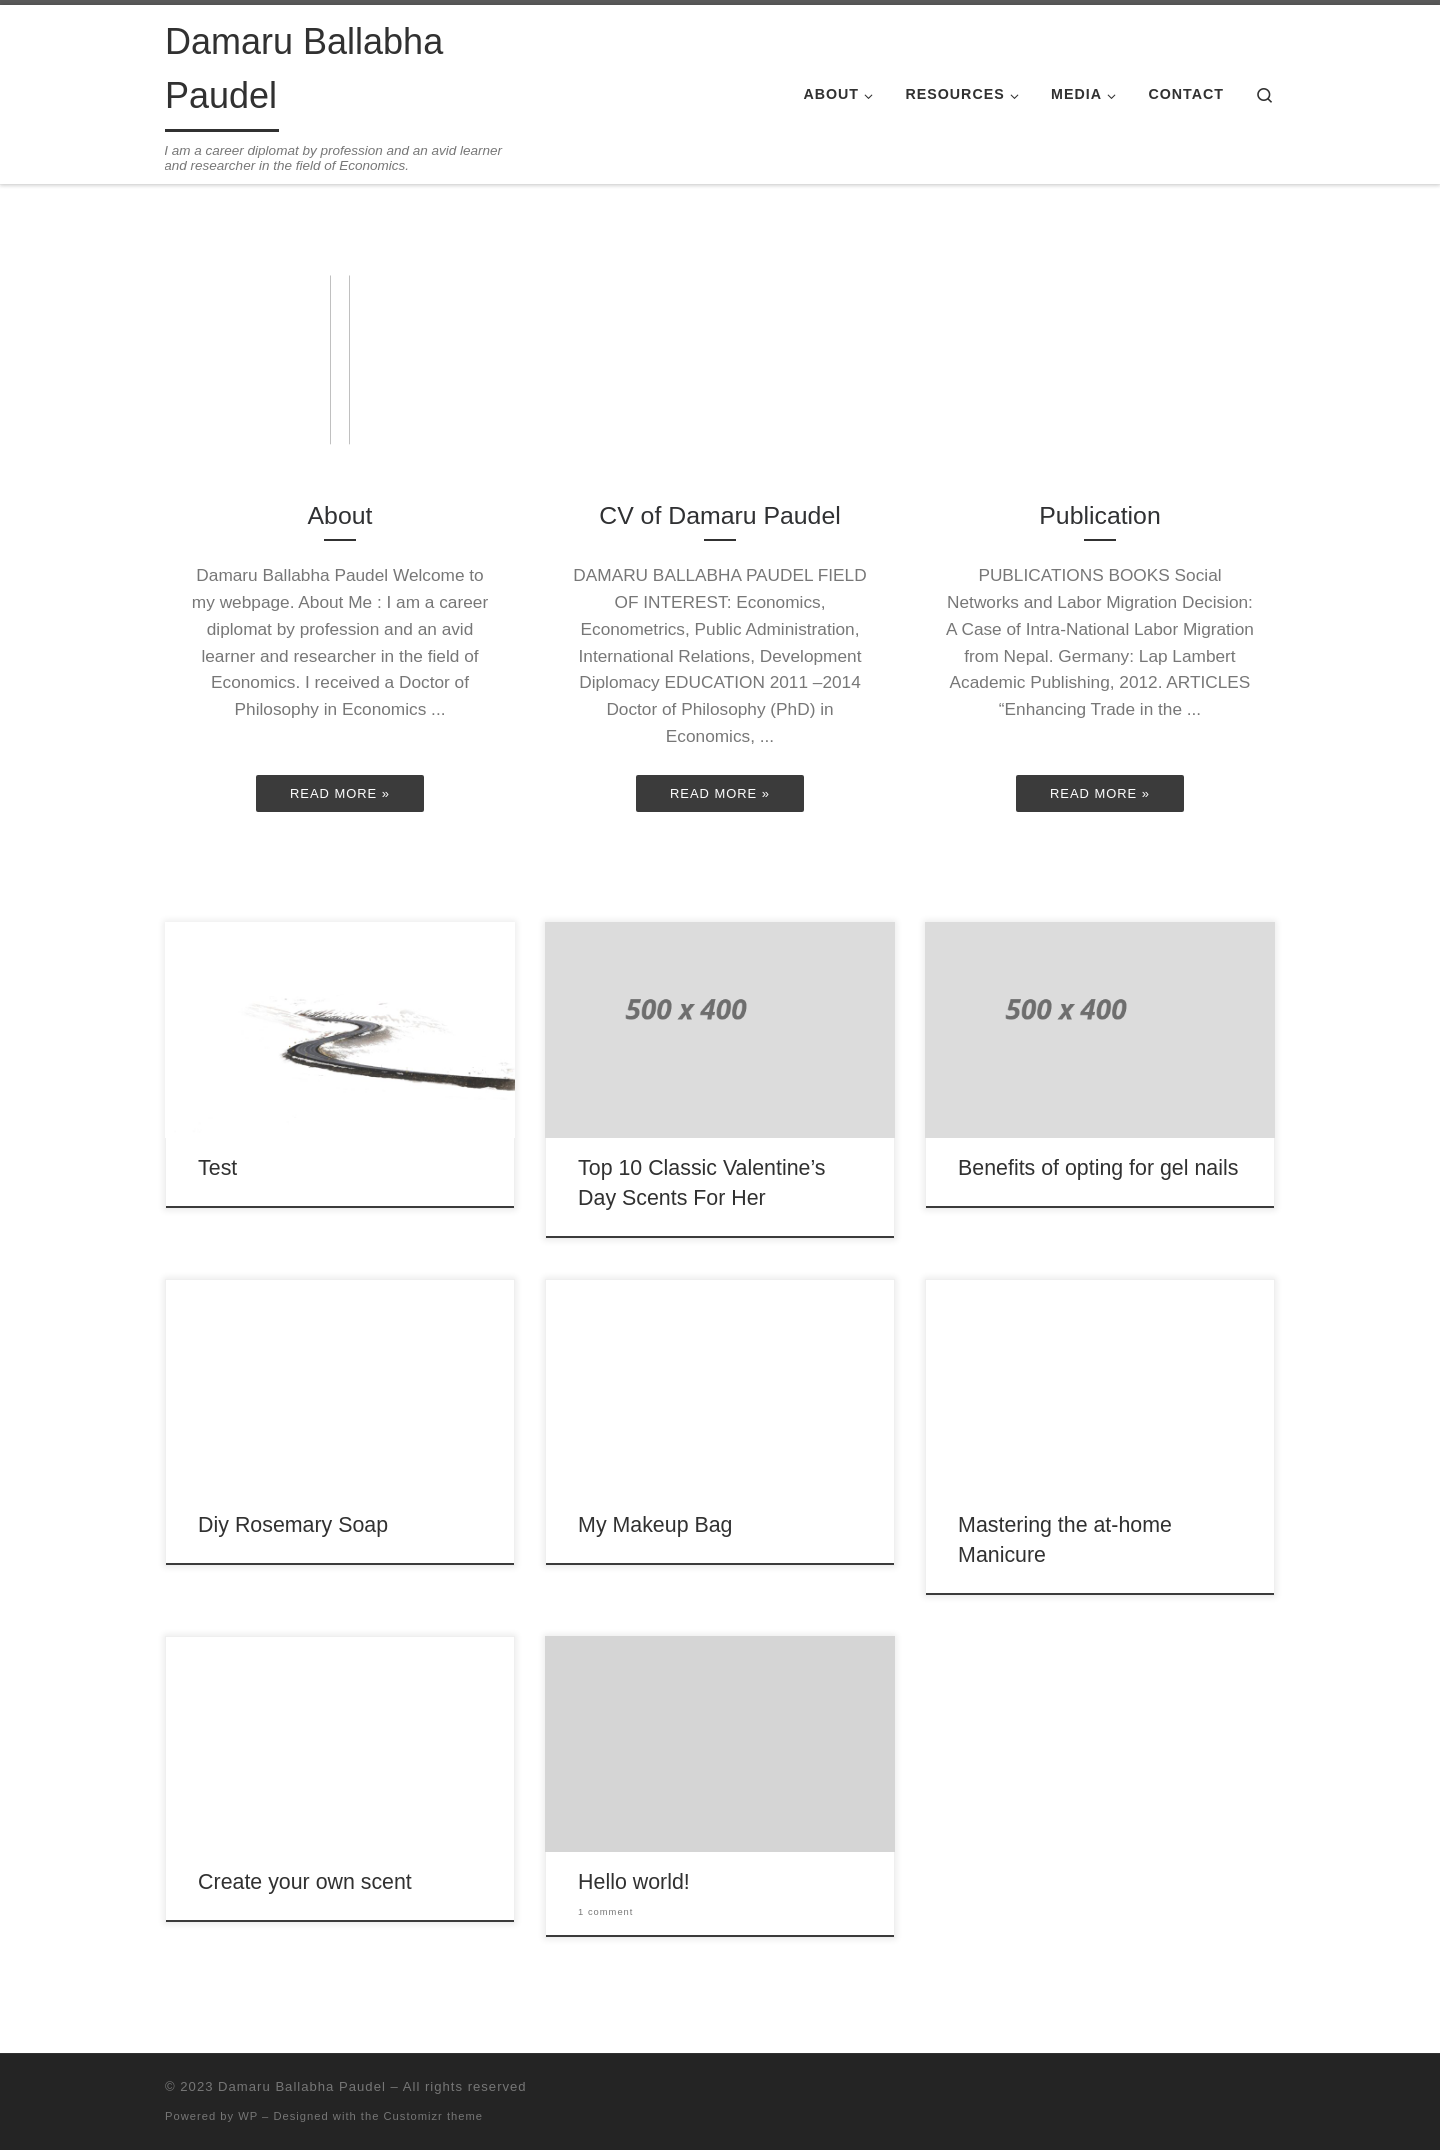 Damaru Ballabha
Paudel
I am a career diplomat by profession and an avid learner
and researcher in the field of Economics.
ABOUT
RESOURCES
MEDIA
CONTACT
About
Damaru Ballabha Paudel Welcome to
my webpage. About Me : I am a career
diplomat by profession and an avid
learner and researcher in the field of
Economics. I received a Doctor of
Philosophy in Economics ...
READ MORE »
CV of Damaru Paudel
DAMARU BALLABHA PAUDEL FIELD
OF INTEREST: Economics,
Econometrics, Public Administration,
International Relations, Development
Diplomacy EDUCATION 2011 –2014
Doctor of Philosophy (PhD) in
Economics, ...
READ MORE »
Publication
PUBLICATIONS BOOKS Social
Networks and Labor Migration Decision:
A Case of Intra-National Labor Migration
from Nepal. Germany: Lap Lambert
Academic Publishing, 2012. ARTICLES
“Enhancing Trade in the ...
READ MORE »
Test
500 x 400
Top 10 Classic Valentine’s
Day Scents For Her
500 x 400
Benefits of opting for gel nails
Diy Rosemary Soap
My Makeup Bag
Mastering the at-home
Manicure
Create your own scent
Hello world!
1 comment
© 2023 Damaru Ballabha Paudel – All rights reserved
Powered by WP – Designed with the Customizr theme